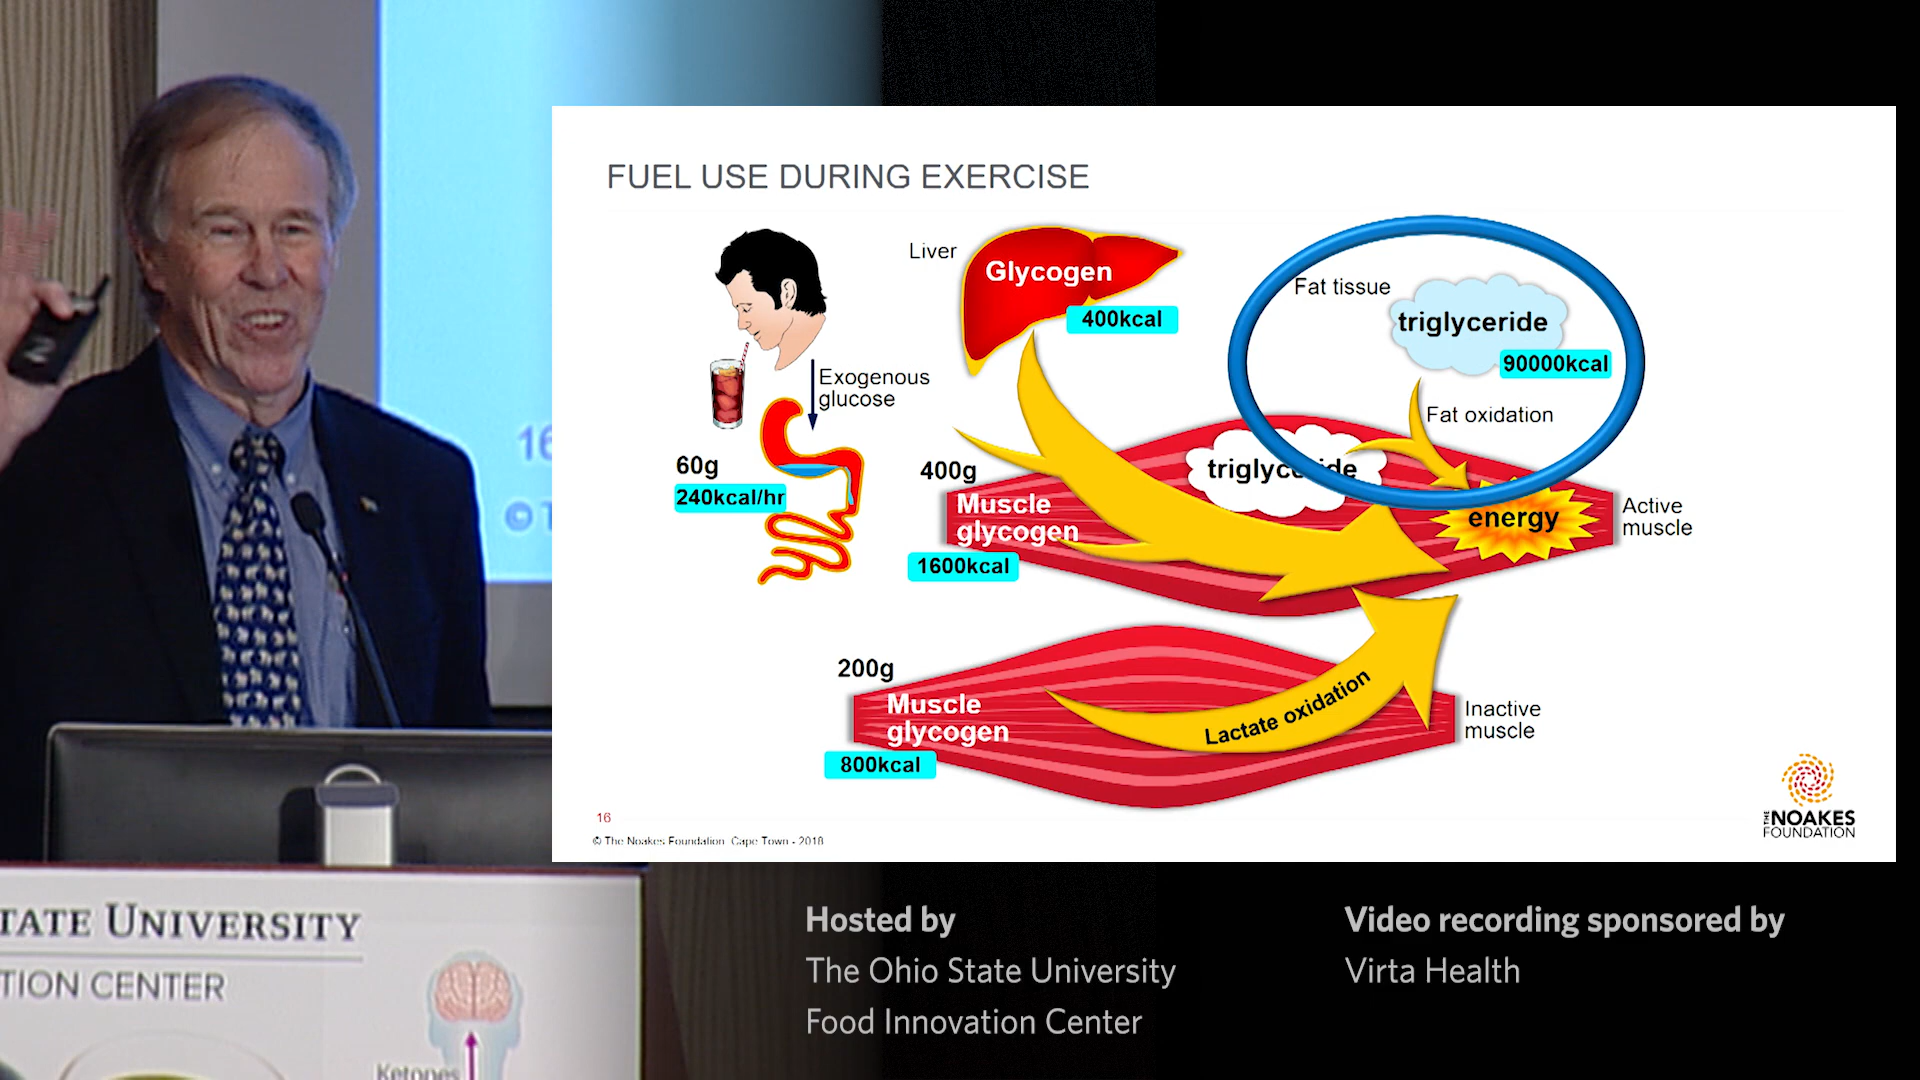 FUEL USE DURING EXERCISE
Liver
Glycogen
400kcal
Fat tissue
triglyceride
90000kcal
Fat oxidation
Exogenous
glucose
60g
240kcal/hr
400g
Muscle
glycogen
1600kcal
energy
Active
muscle
200g
Muscle
glycogen
800kcal
Lactate oxidation
Inactive
muscle
16
© The Noakes Foundation Cape Town - 2018
THE
NOAKES
FOUNDATION
16
©
TATE UNIVERSITY
TION CENTER
Ketones
Hosted by
The Ohio State University
Food Innovation Center
Video recording sponsored by
Virta Health